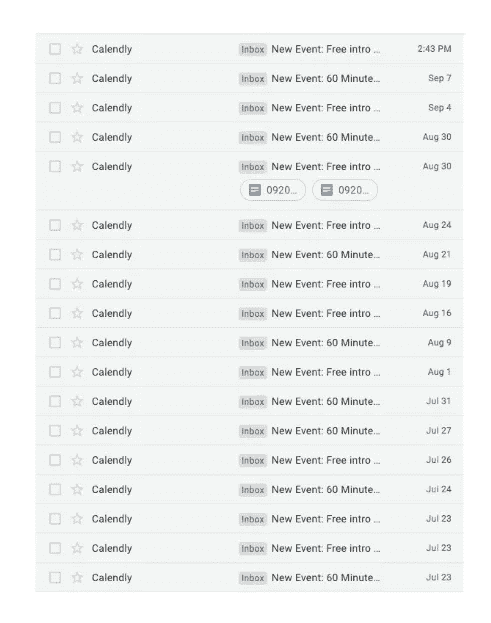 Calendly Inbox New Event: Free intro ... 2:43 PM
Calendly Inbox New Event: 60 Minute... Sep 7
Calendly Inbox New Event: Free intro ... Sep 4
Calendly Inbox New Event: 60 Minute... Aug 30
Calendly Inbox New Event: Free intro ... Aug 30
0920... 0920...
Calendly Inbox New Event: Free intro ... Aug 24
Calendly Inbox New Event: 60 Minute... Aug 21
Calendly Inbox New Event: Free intro ... Aug 19
Calendly Inbox New Event: Free intro ... Aug 16
Calendly Inbox New Event: 60 Minute... Aug 9
Calendly Inbox New Event: Free intro ... Aug 1
Calendly Inbox New Event: 60 Minute... Jul 31
Calendly Inbox New Event: 60 Minute... Jul 27
Calendly Inbox New Event: Free intro ... Jul 26
Calendly Inbox New Event: 60 Minute... Jul 24
Calendly Inbox New Event: Free intro ... Jul 23
Calendly Inbox New Event: Free intro ... Jul 23
Calendly Inbox New Event: 60 Minute... Jul 23